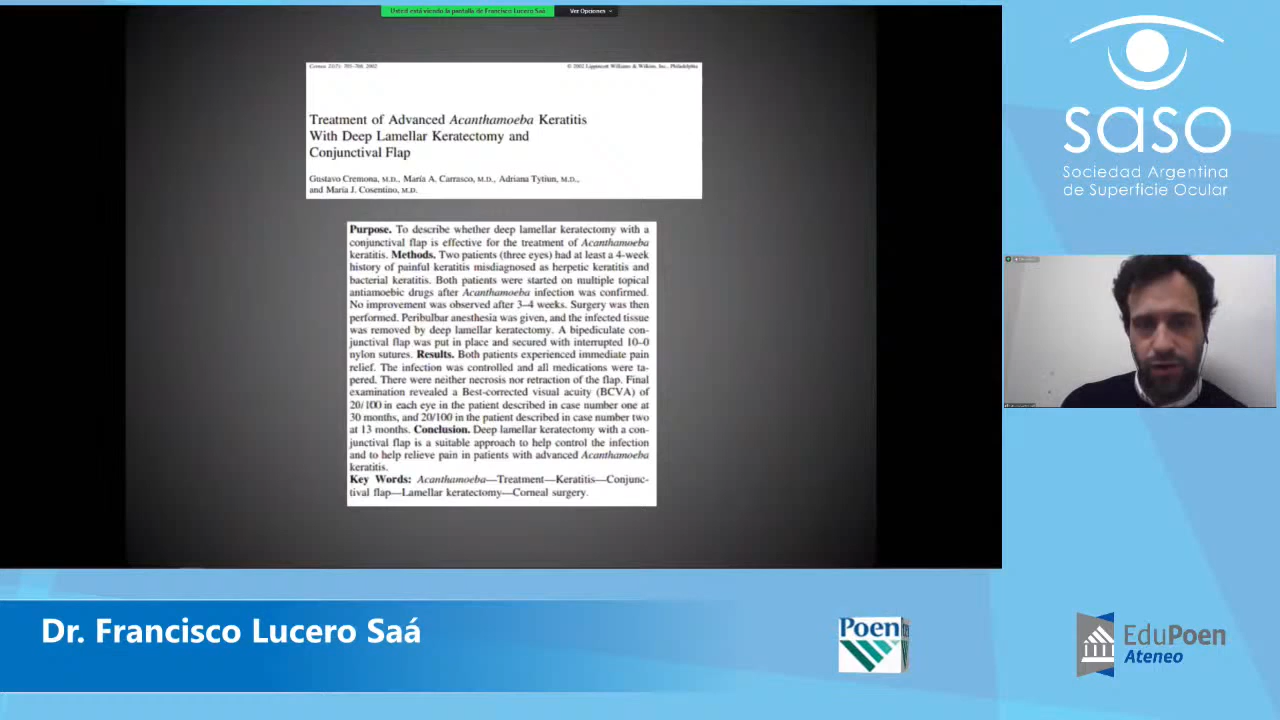 Usted está viendo la pantalla de Francisco Lucero Saá
Ver Opciones
© 2002 Lippincott Williams & Wilkins, Inc., Philadelphia
Treatment of Advanced Acanthamoeba Keratitis
With Deep Lamellar Keratectomy and
Conjunctival Flap
Gustavo Cremona, M.D., María A. Carrasco, M.D., Adriana Tytiun, M.D.,
and María J. Cosentino, M.D.
Purpose. To describe whether deep lamellar keratectomy with a
conjunctival flap is effective for the treatment of Acanthamoeba
keratitis. Methods. Two patients (three eyes) had at least a 4-week
history of painful keratitis misdiagnosed as herpetic keratitis and
bacterial keratitis. Both patients were started on multiple topical
antiamoebic drugs after Acanthamoeba infection was confirmed.
No improvement was observed after 3–4 weeks. Surgery was then
performed. Peribulbar anesthesia was given, and the infected tissue
was removed by deep lamellar keratectomy. A bipediculate con-
junctival flap was put in place and secured with interrupted 10–0
nylon sutures. Results. Both patients experienced immediate pain
relief. The infection was controlled and all medications were ta-
pered. There were neither necrosis nor retraction of the flap. Final
examination revealed a Best-corrected visual acuity (BCVA) of
20/100 in each eye in the patient described in case number one at
30 months, and 20/100 in the patient described in case number two
at 13 months. Conclusion. Deep lamellar keratectomy with a con-
junctival flap is a suitable approach to help control the infection
and to help relieve pain in patients with advanced Acanthamoeba
keratitis.
Key Words: Acanthamoeba—Treatment—Keratitis—Conjunc-
tival flap—Lamellar keratectomy—Corneal surgery.
saso
Sociedad Argentina
de Superficie Ocular
Dr. Francisco Lucero Saá
Poen
EduPoen
Ateneo